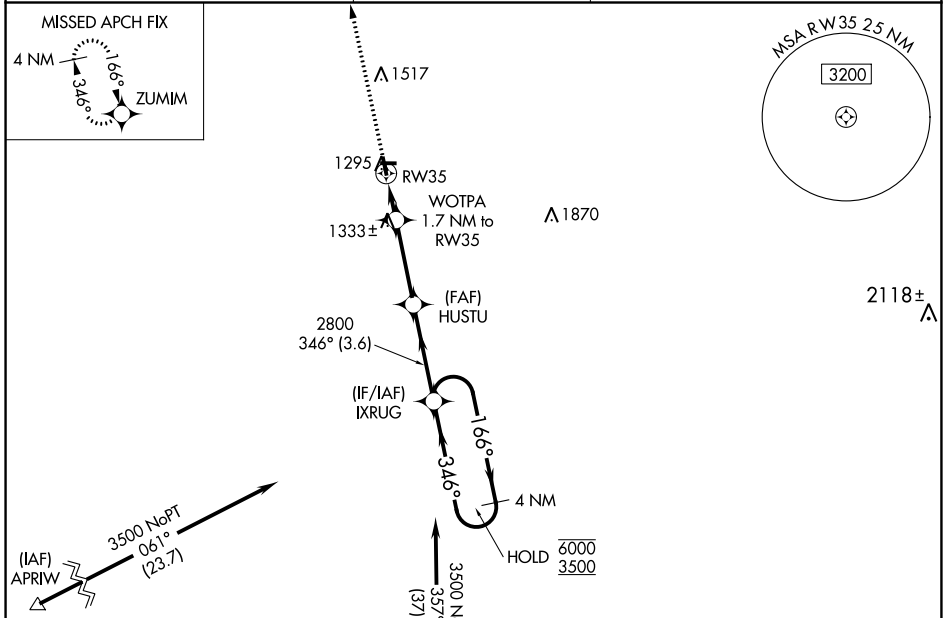 MISSED APCH FIX
4 NM
166°
346°
ZUMIM
1517
MSA RW35 25 NM
3200
1295
RW35
WOTPA
1.7 NM to
RW35
1333±
1870
(FAF)
HUSTU
2118±
2800
346° (3.6)
(IF/IAF)
IXRUG
166°
346°
4 NM
HOLD
6000
3500
3500 NoPT
061°
(23.7)
(IAF)
APRIW
3500 N
357°
(37)